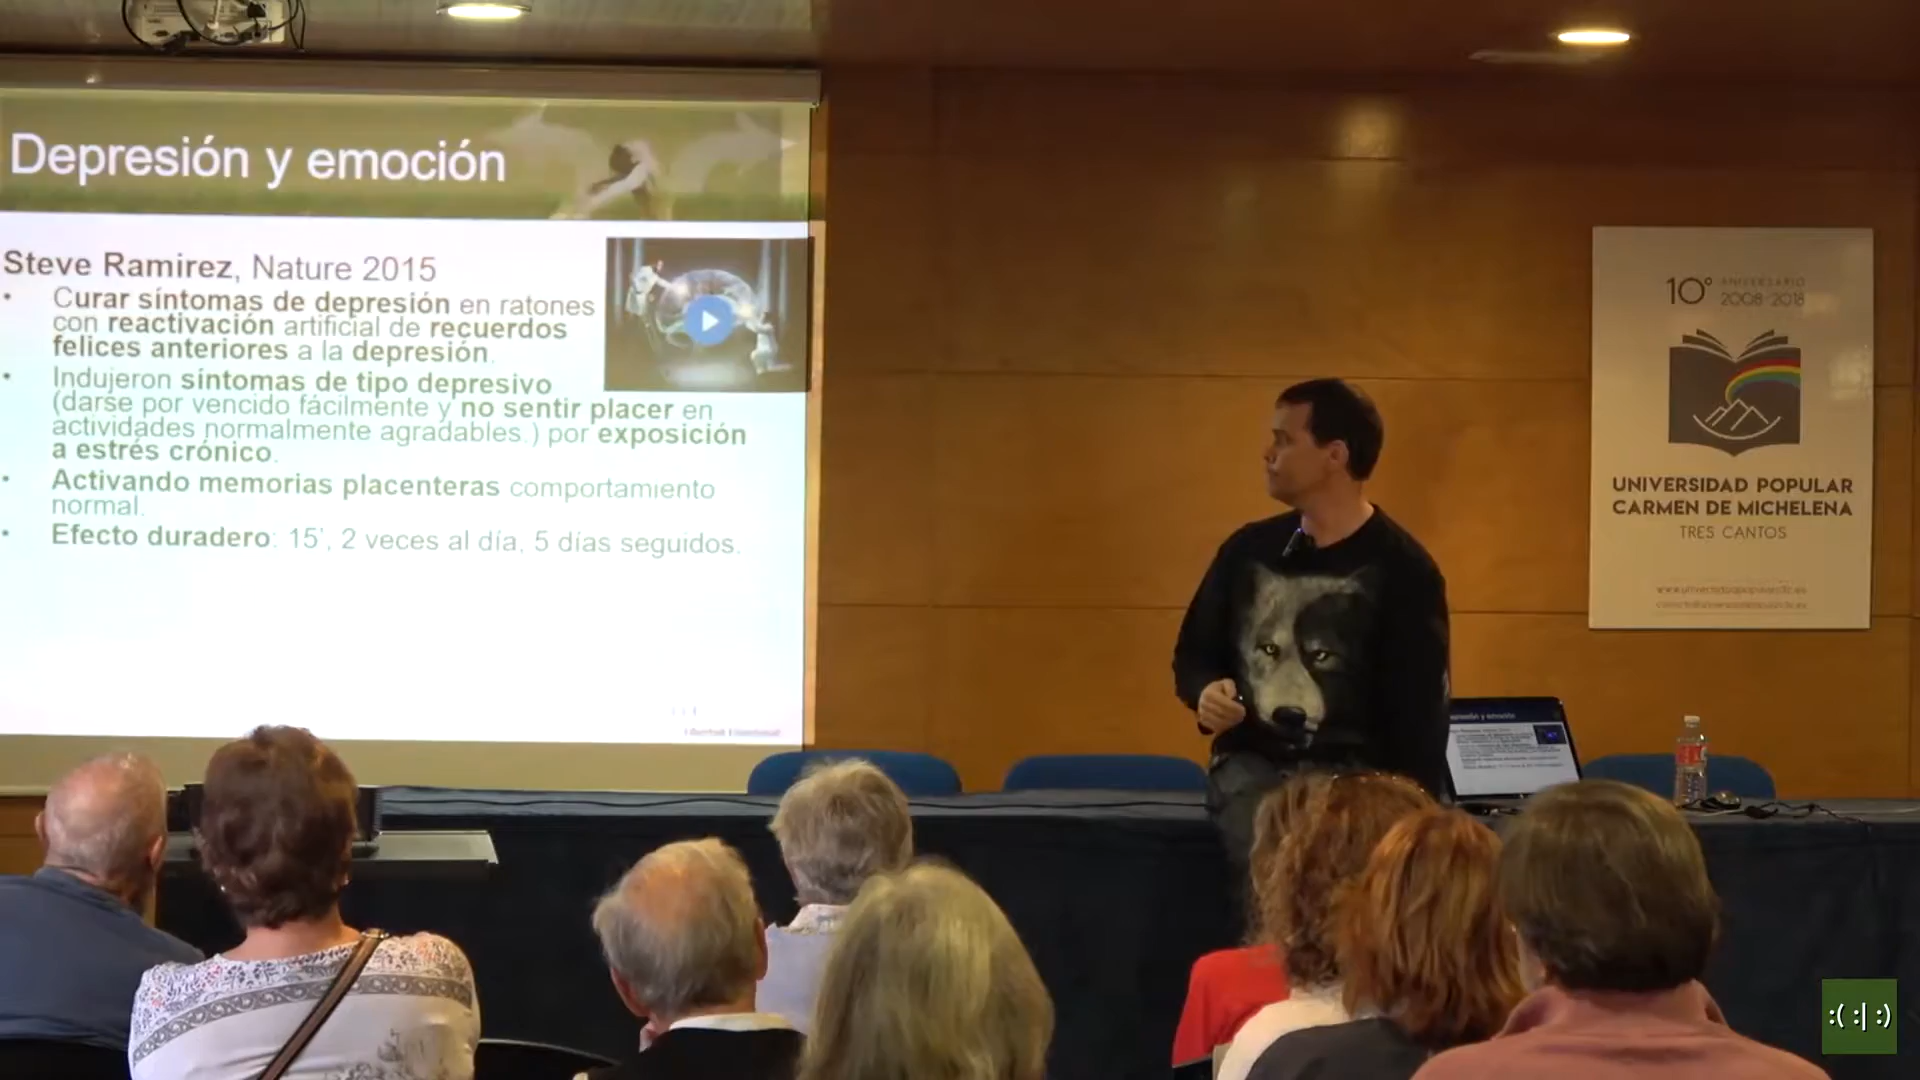 Depresión y emoción
Steve Ramirez, Nature 2015
• Curar síntomas de depresión en ratones
con reactivación artificial de recuerdos
felices anteriores a la depresión.
• Indujeron síntomas de tipo depresivo
(darse por vencido fácilmente y no sentir placer en
actividades normalmente agradables.) por exposición
a estrés crónico.
• Activando memorias placenteras comportamiento
normal.
• Efecto duradero: 15’, 2 veces al día, 5 días seguidos.
Libertad Emocional
10º ANIVERSARIO
2008-2018
UNIVERSIDAD POPULAR
CARMEN DE MICHELENA
TRES CANTOS
:( :| :)